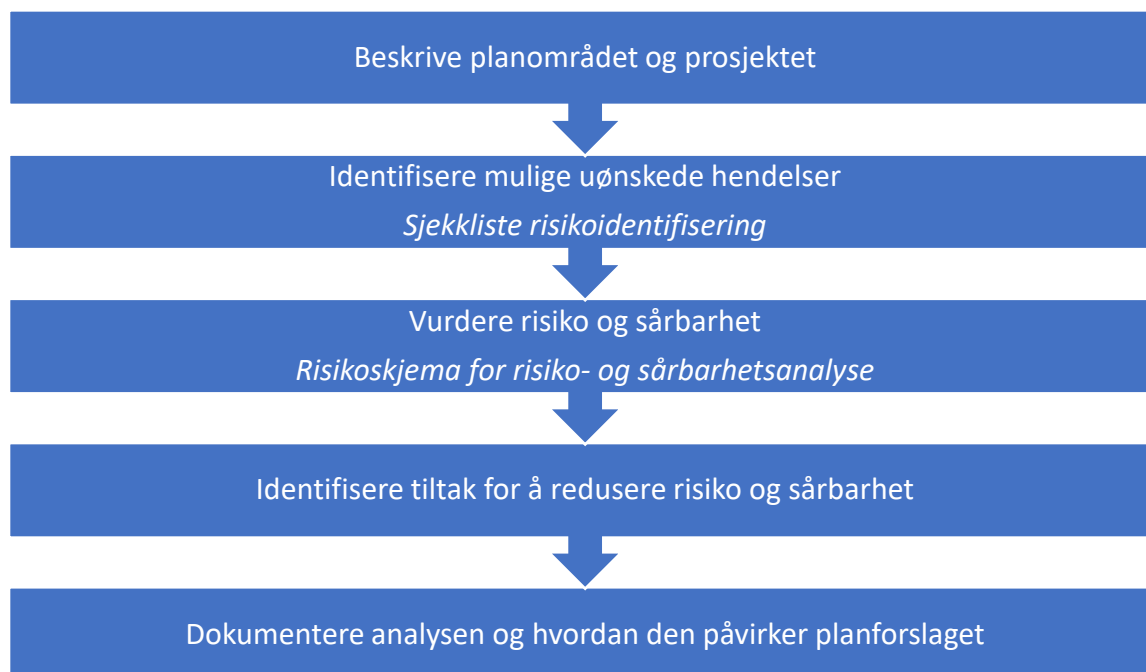 Beskrive planområdet og prosjektet
Identifisere mulige uønskede hendelser
Sjekkliste risikoidentifisering
Vurdere risiko og sårbarhet
Risikoskjema for risiko- og sårbarhetsanalyse
Identifisere tiltak for å redusere risiko og sårbarhet
Dokumentere analysen og hvordan den påvirker planforslaget